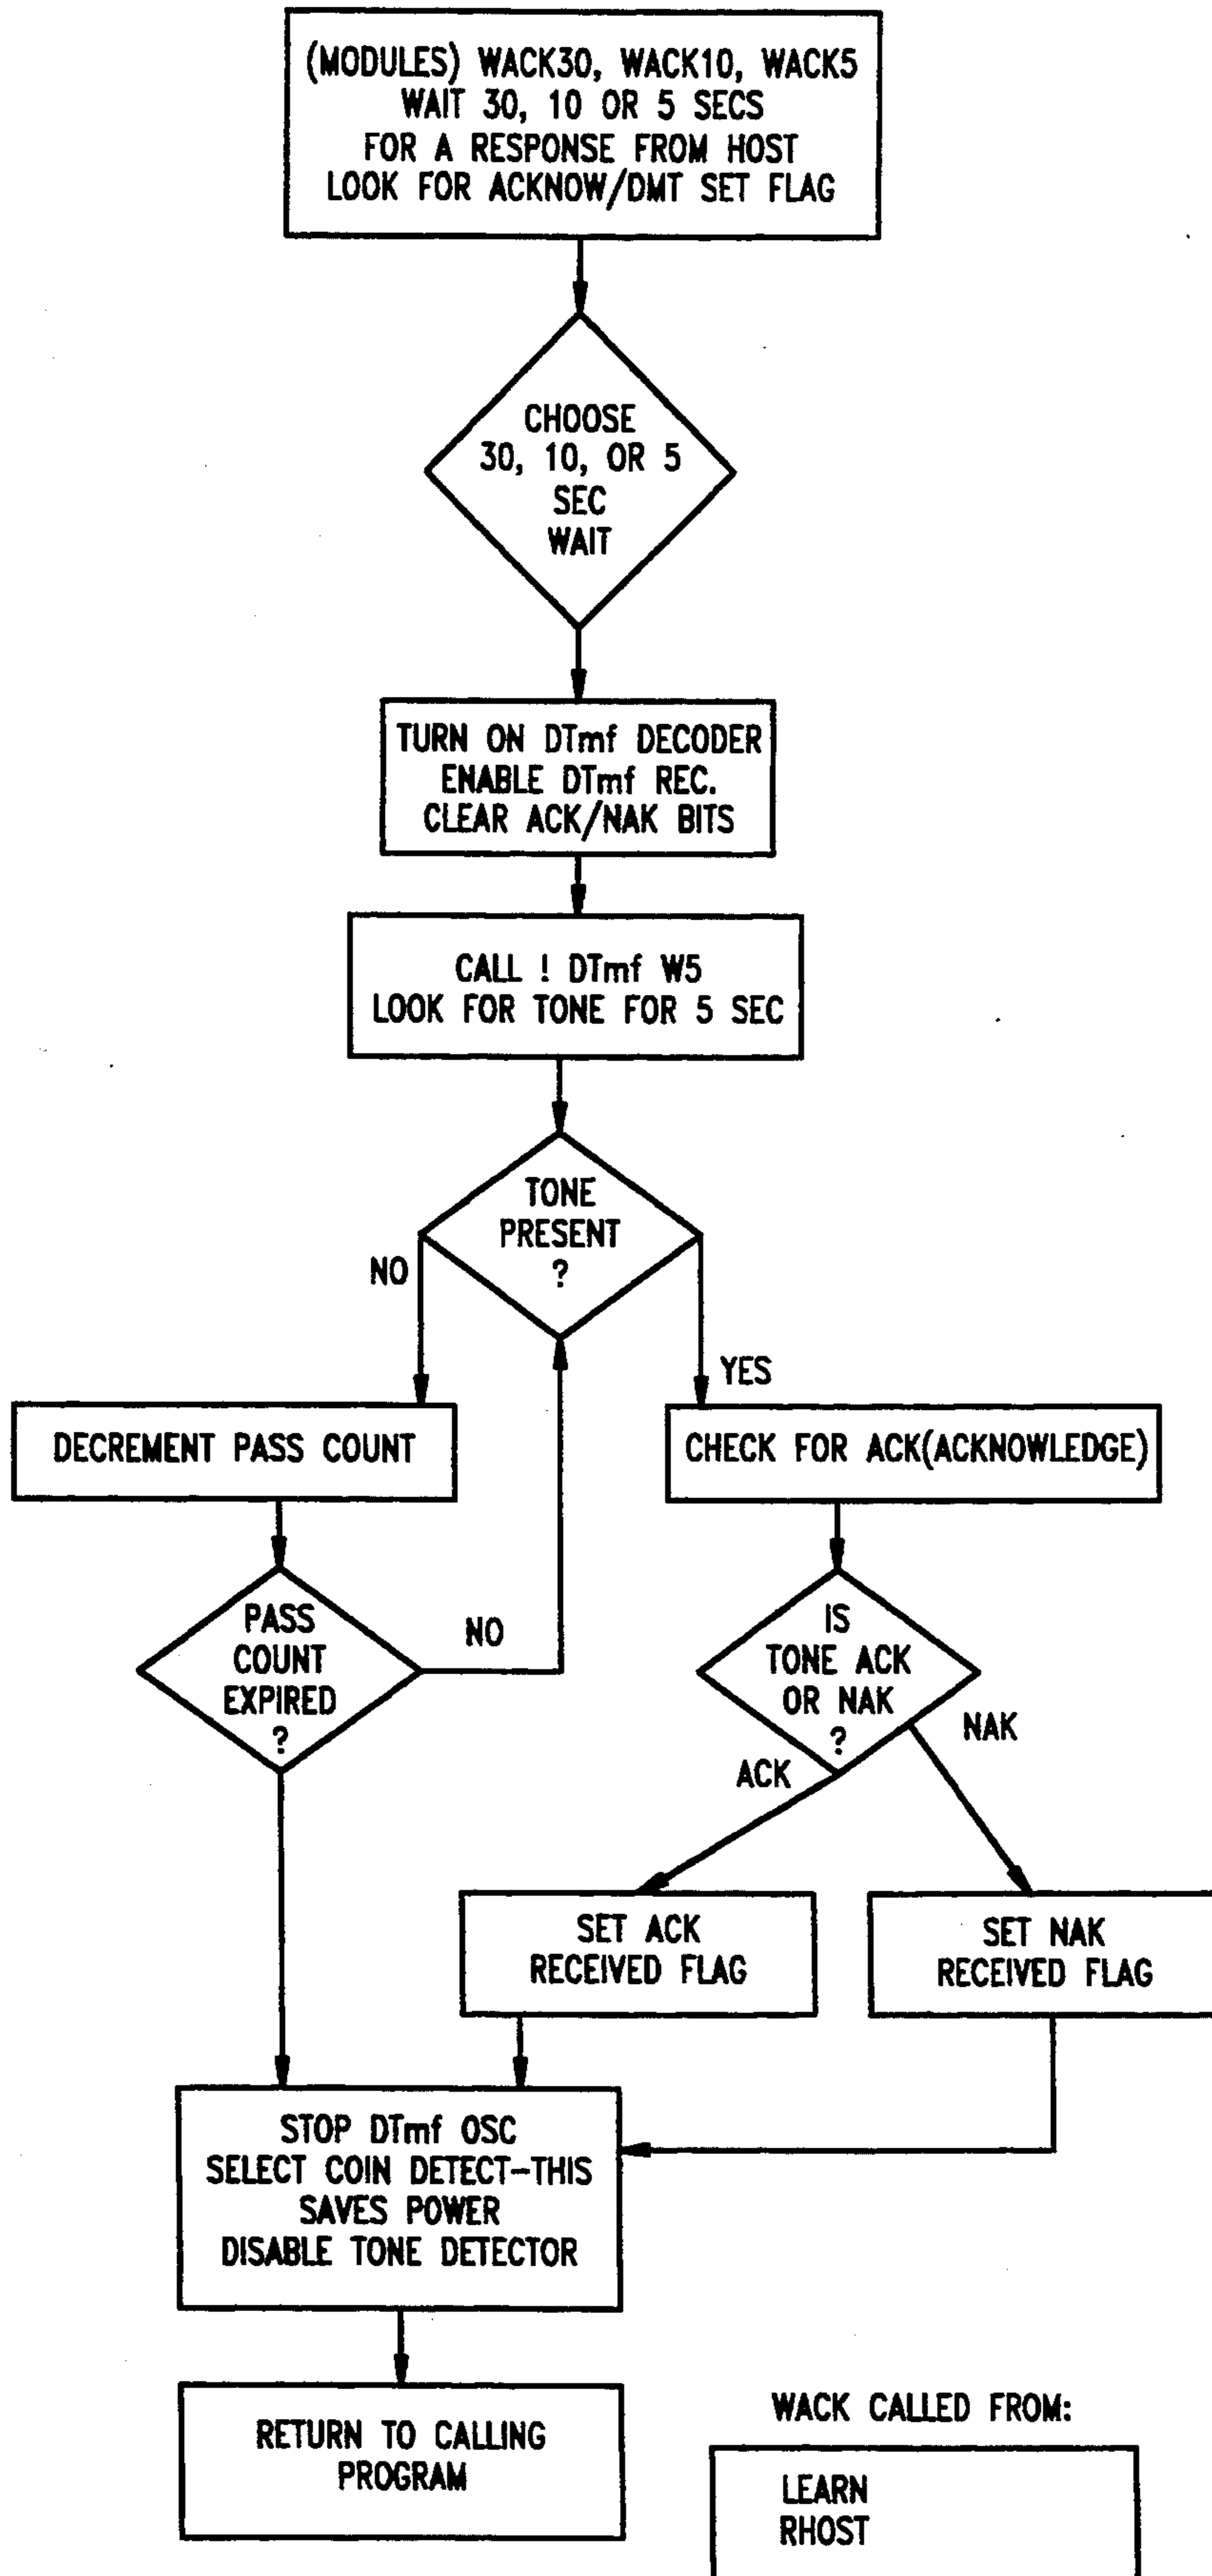 (MODULES) WACK30, WACK10, WACK5
WAIT 30, 10 OR 5 SECS
FOR A RESPONSE FROM HOST
LOOK FOR ACKNOW/DMT SET FLAG
CHOOSE
30, 10, OR 5
SEC
WAIT
TURN ON DTmf DECODER
ENABLE DTmf REC.
CLEAR ACK/NAK BITS
CALL ! DTmf W5
LOOK FOR TONE FOR 5 SEC
TONE
PRESENT
?
NO
YES
DECREMENT PASS COUNT
CHECK FOR ACK(ACKNOWLEDGE)
PASS
COUNT
EXPIRED
?
NO
IS
TONE ACK
OR NAK
?
ACK
NAK
SET ACK
RECEIVED FLAG
SET NAK
RECEIVED FLAG
STOP DTmf OSC
SELECT COIN DETECT-THIS
SAVES POWER
DISABLE TONE DETECTOR
RETURN TO CALLING
PROGRAM
WACK CALLED FROM:
LEARN
RHOST